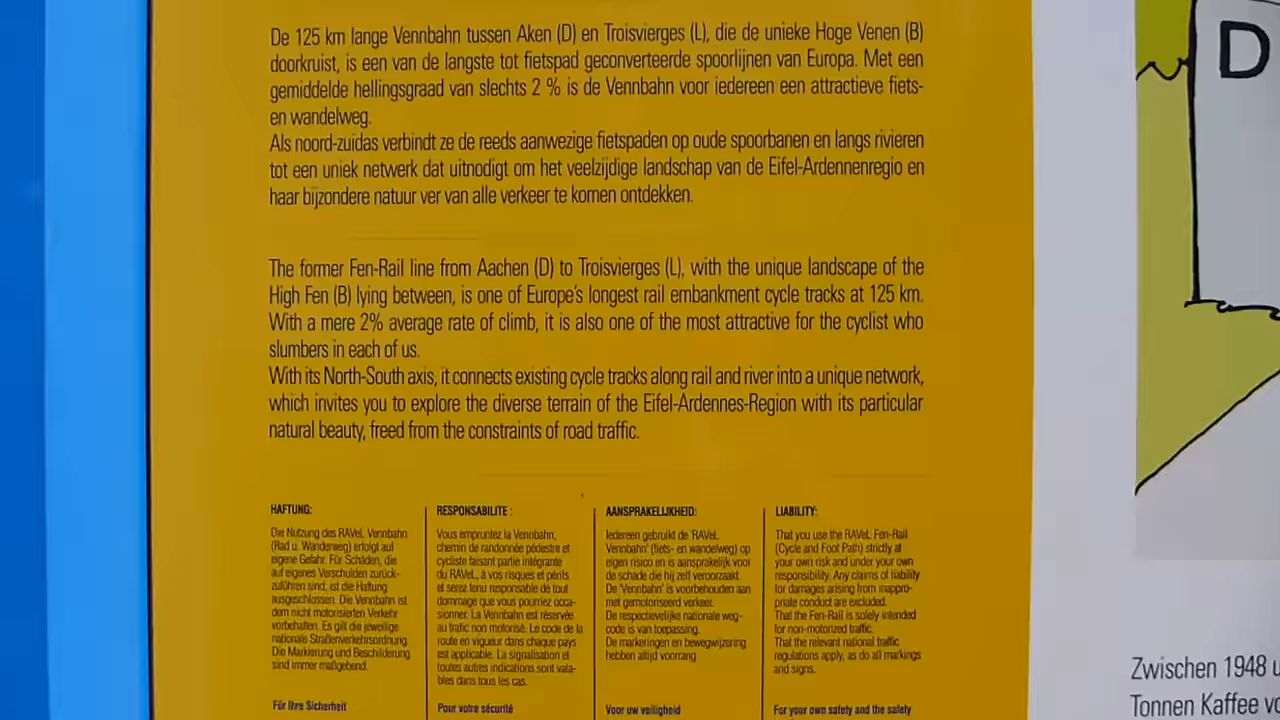 De 125 km lange Vennbahn tussen Aken (D) en Troisvierges (L), die de unieke Hoge Venen (B)
doorkruist, is een van de langste tot fietspad geconverteerde spoorlijnen van Europa. Met een
gemiddelde hellingsgraad van slechts 2 % is de Vennbahn voor iedereen een attractieve fiets-
en wandelweg.
Als noord-zuidas verbindt ze de reeds aanwezige fietspaden op oude spoorbanen en langs rivieren
tot een uniek netwerk dat uitnodigt om het veelzijdige landschap van de Eifel-Ardennenregio en
haar bijzondere natuur ver van alle verkeer te komen ontdekken.
The former Fen-Rail line from Aachen (D) to Troisvierges (L), with the unique landscape of the
High Fen (B) lying between, is one of Europe's longest rail embankment cycle tracks at 125 km.
With a mere 2% average rate of climb, it is also one of the most attractive for the cyclist who
slumbers in each of us.
With its North-South axis, it connects existing cycle tracks along rail and river into a unique network,
which invites you to explore the diverse terrain of the Eifel-Ardennes-Region with its particular
natural beauty, freed from the constraints of road traffic.
HAFTUNG:
Die Nutzung des RAVeL Vennbahn
(Rad u. Wanderweg) erfolgt auf
eigene Gefahr. Für Schäden, die
auf eigenes Verschulden zurück-
zuführen sind, ist die Haftung
ausgeschlossen. Die Vennbahn ist
dem nicht motorisierten Verkehr
vorbehalten. Es gilt die jeweilige
nationale Straßenverkehrsordnung.
Die Markierung und Beschilderung
sind immer maßgebend.
Für Ihre Sicherheit
RESPONSABILITE :
Vous empruntez la Vennbahn,
chemin de randonnée pédestre et
cycliste faisant partie intégrante
du RAVeL, à vos risques et périls
et serez tenu responsable de tout
dommage que vous pourriez occa-
sionner. La Vennbahn est réservée
au trafic non motorisé. Le code de la
route en vigueur dans chaque pays
est applicable. La signalisation et
toutes autres indications sont vala-
bles dans tous les cas.
Pour votre sécurité
AANSPRAKELIJKHEID:
Iedereen gebruikt de 'RAVeL
Vennbahn' (fiets- en wandelweg) op
eigen risico en is aansprakelijk voor
de schade die hij zelf veroorzaakt.
De 'Vennbahn' is voorbehouden aan
niet gemotoriseerd verkeer.
De respectievelijke nationale weg-
code is van toepassing.
De markeringen en bewegwijzering
hebben altijd voorrang
Voor uw veiligheid
LIABILITY:
That you use the RAVeL Fen-Rail
(Cycle and Foot Path) strictly at
your own risk and under your own
responsibility. Any claims of liability
for damages arising from inappro-
priate conduct are excluded.
That the Fen-Rail is solely intended
for non-motorized traffic.
That the relevant national traffic
regulations apply, as do all markings
and signs.
For your own safety and the safety
D
Zwischen 1948 u
Tonnen Kaffee vo